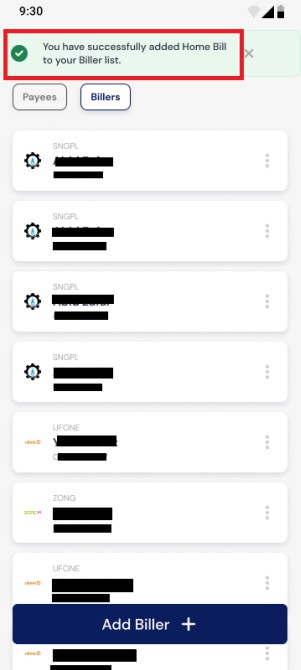 9:30
You have successfully added Home Bill
to your Biller list.
Payees
Billers
SNGPL
SNGPL
SNGPL
SNGPL
UFONE
ZONG
UFONE
Add Biller +